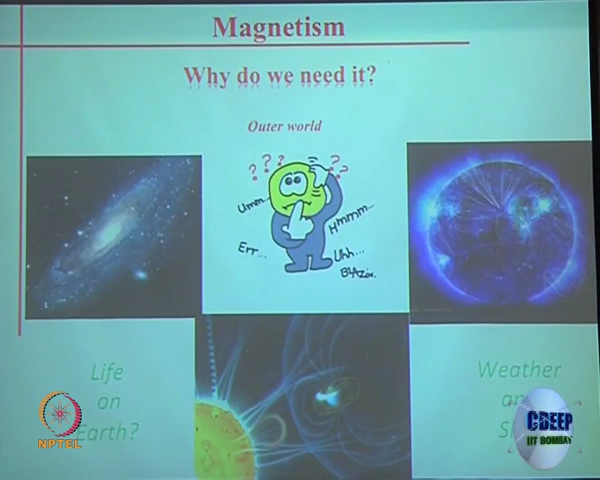 Magnetism
Why do we need it?
Outer world
? ? ?
? ? ?
Umm...
Hmmm...
Err...
Uhh...
Life
on
Earth?
Weather
NPTEL
CDEEP
IIT BOMBAY